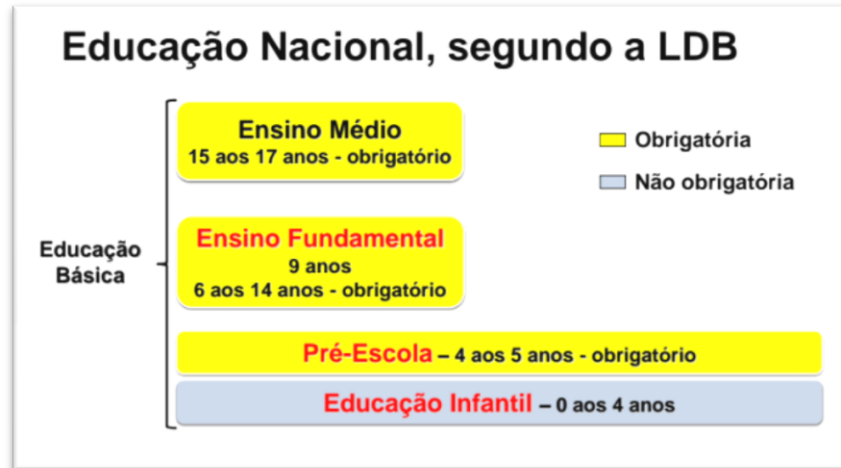 Educação Nacional, segundo a LDB
Ensino Médio
15 aos 17 anos - obrigatório
Obrigatória
Não obrigatória
Educação
Básica
Ensino Fundamental
9 anos
6 aos 14 anos - obrigatório
Pré-Escola – 4 aos 5 anos - obrigatório
Educação Infantil – 0 aos 4 anos